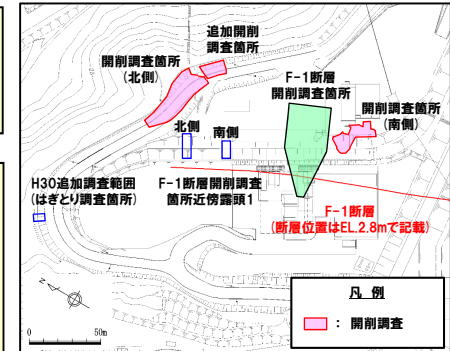 追加開削
調査箇所
開削調査箇所
(北側)
F-1断層
開削調査箇所
開削調査箇所
(南側)
北側
南側
H30追加調査範囲
(はぎとり調査箇所)
F-1断層開削調査
箇所近傍露頭1
F-1断層
(断層位置はEL.2.8mで記載)
N
0
50m
凡 例
: 開削調査